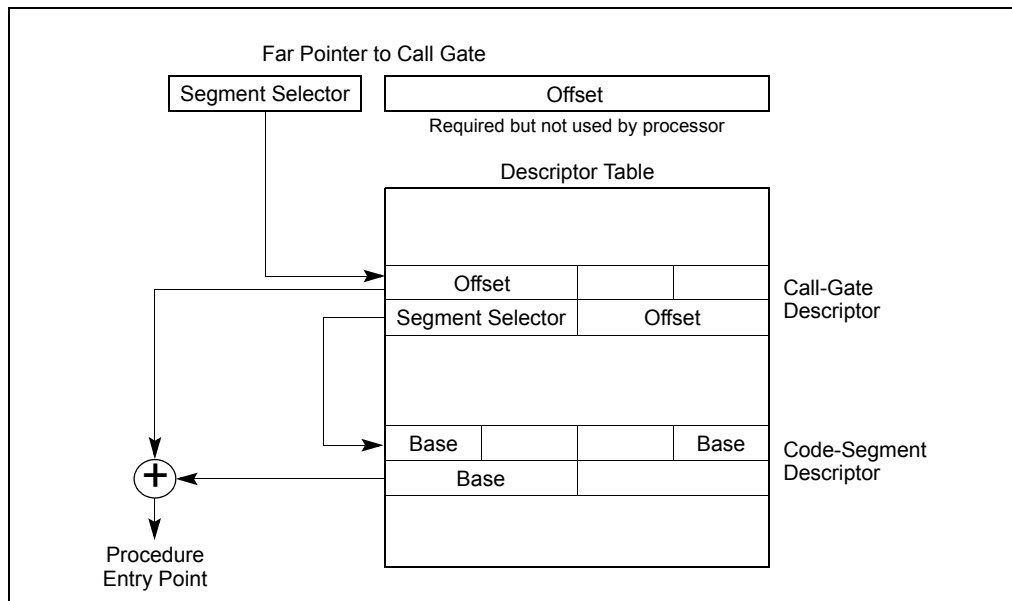 Far Pointer to Call Gate
Segment Selector
Offset
Required but not used by processor
Descriptor Table
Offset
Segment Selector
Offset
Call-Gate
Descriptor
Base
Base
Base
Code-Segment
Descriptor
+
Procedure
Entry Point